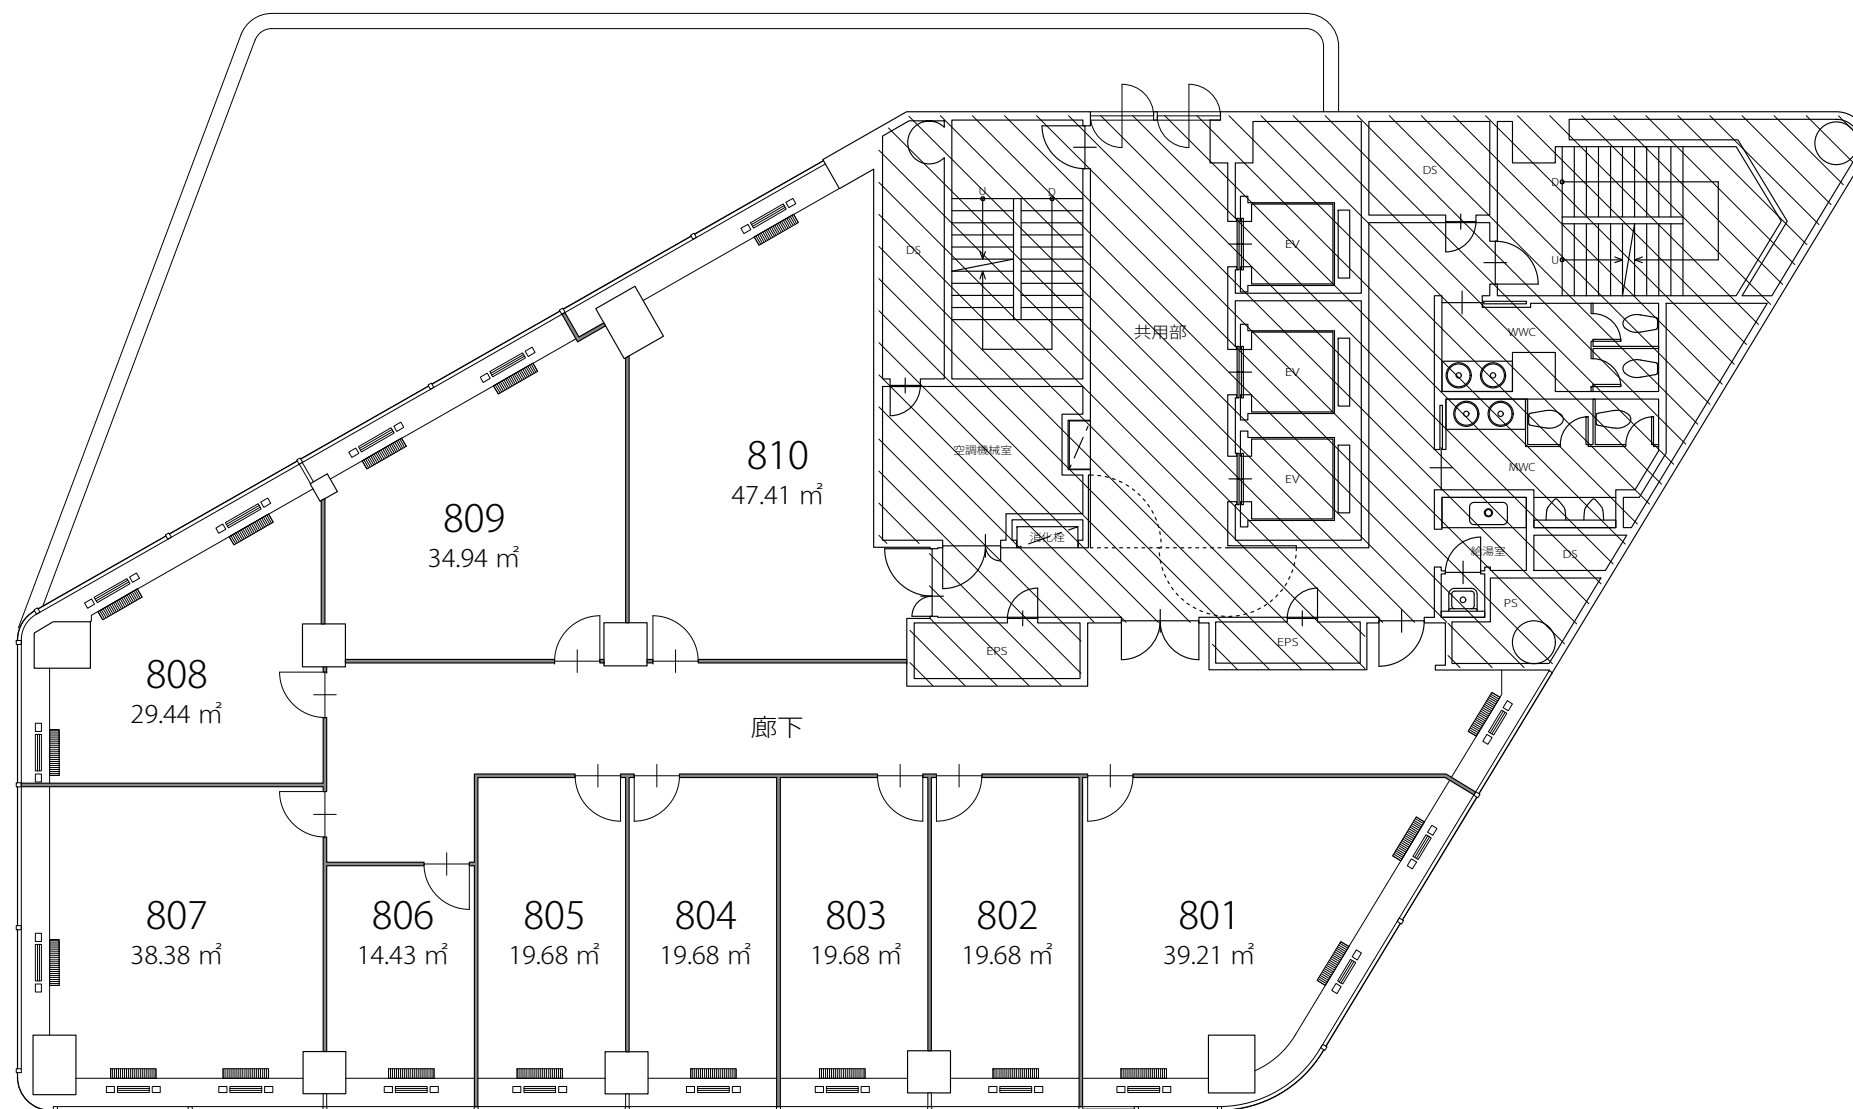 DS
U D
DS
D
EV
U
共用部
WWC
EV
810
47.41 ㎡
空調機械室
EV
MWC
809
34.94 ㎡
消化栓
給湯室
DS
PS
EPS
EPS
808
29.44 ㎡
廊下
807
38.38 ㎡
806
14.43 ㎡
805
19.68 ㎡
804
19.68 ㎡
803
19.68 ㎡
802
19.68 ㎡
801
39.21 ㎡